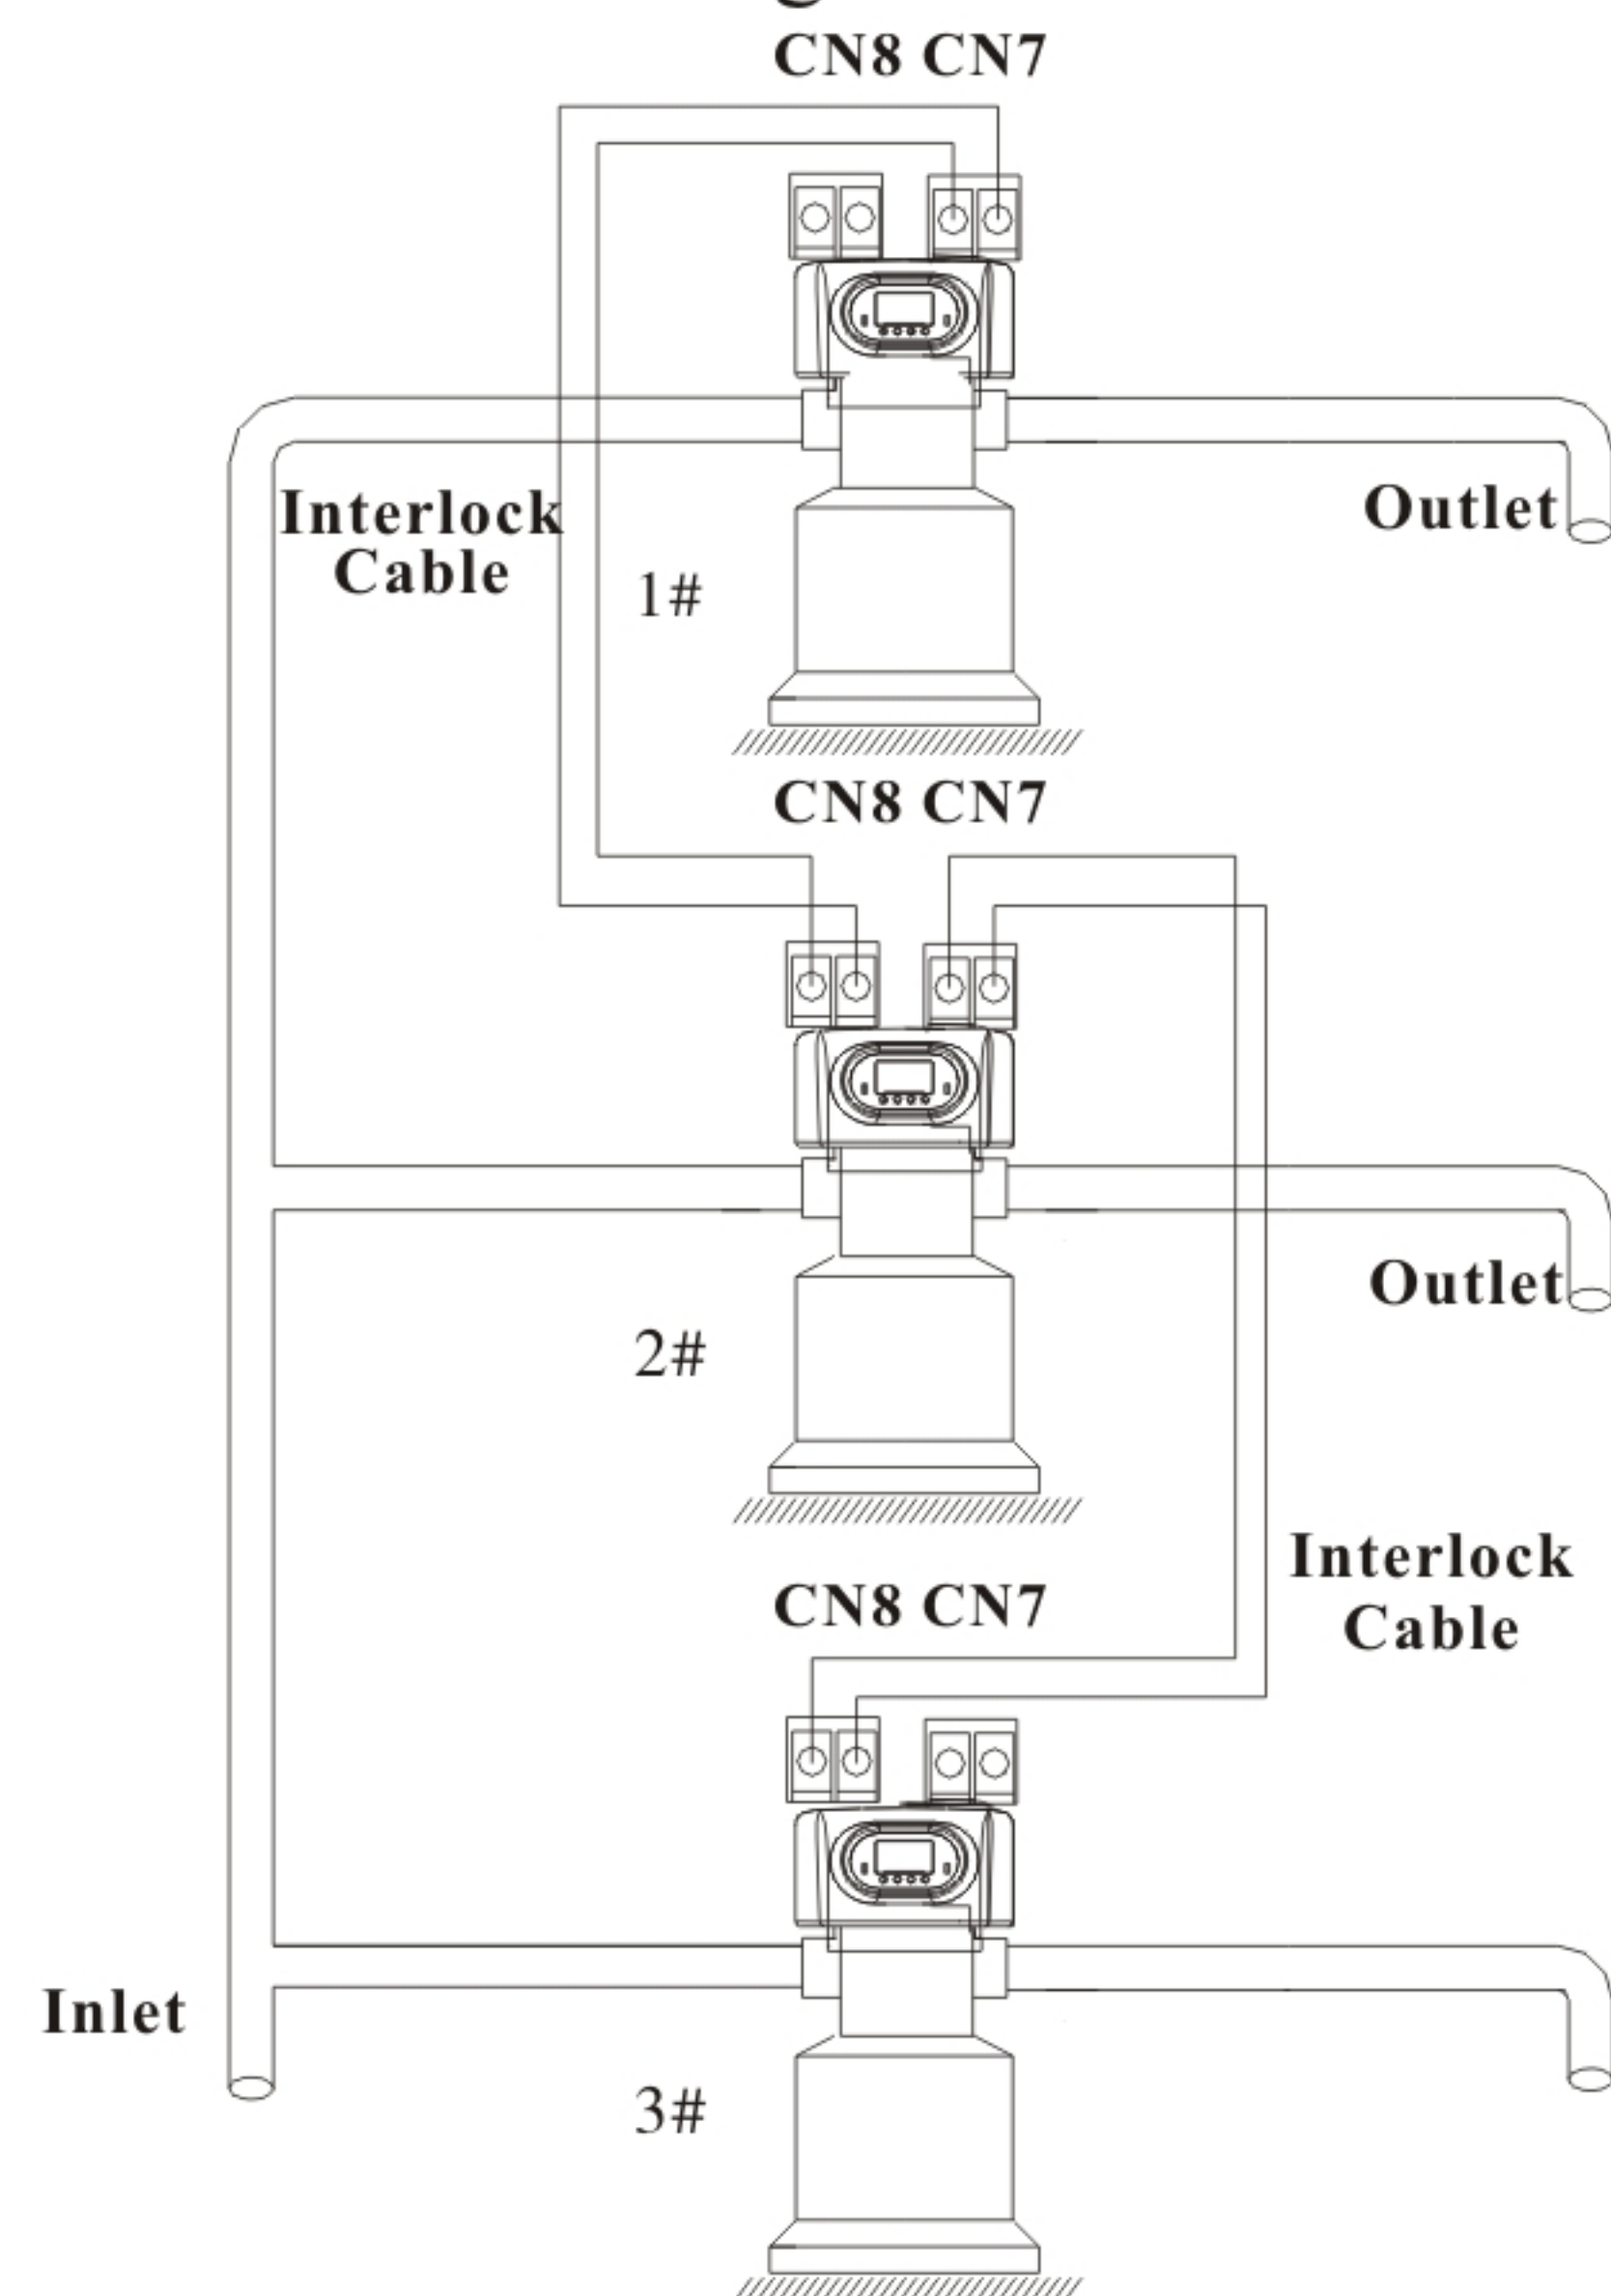 CN8 CN7
Interlock
Cable
Outlet
1#
CN8 CN7
Outlet
2#
Interlock
Cable
CN8 CN7
Inlet
3#